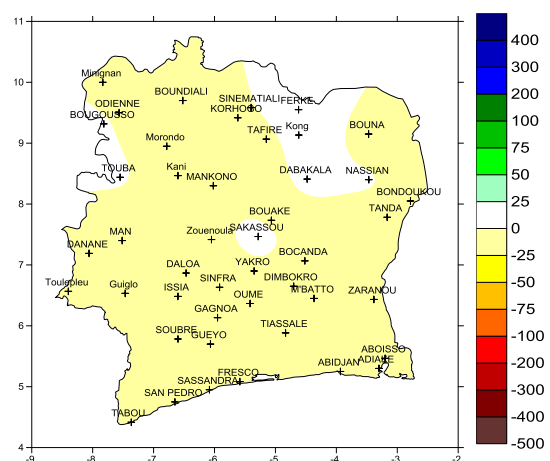 11
400
Minignan
10
300
BOUNDIALI
SINEMATIALI FERKE
ODIENNE
200
BOUGOUSSO
KORHOGO
TAFIRE
Kong
BOUNA
100
9
Morondo
75
TOUBA
Kani
MANKONO
DABAKALA
NASSIAN
50
BONDOUKOU
25
8
BOUAKE
TANDA
SAKASSOU
0
MAN
Zouenoula
DANANE
BOCANDA
-25
7
DALOA
YAKRO
Toulepleu
Guiglo
SINFRA
DIMBOKRO
-50
ISSIA
OUME
M'BATTO
ZARANOU
-75
GAGNOA
6
TIASSALE
-100
SOUBRE
GUEYO
ABOISSO
-200
ABIDJAN
ADIAKE
FRESCO
5
SASSANDRA
-300
SAN PEDRO
TABOU
-400
4
-500
-9 -8 -7 -6 -5 -4 -3 -2